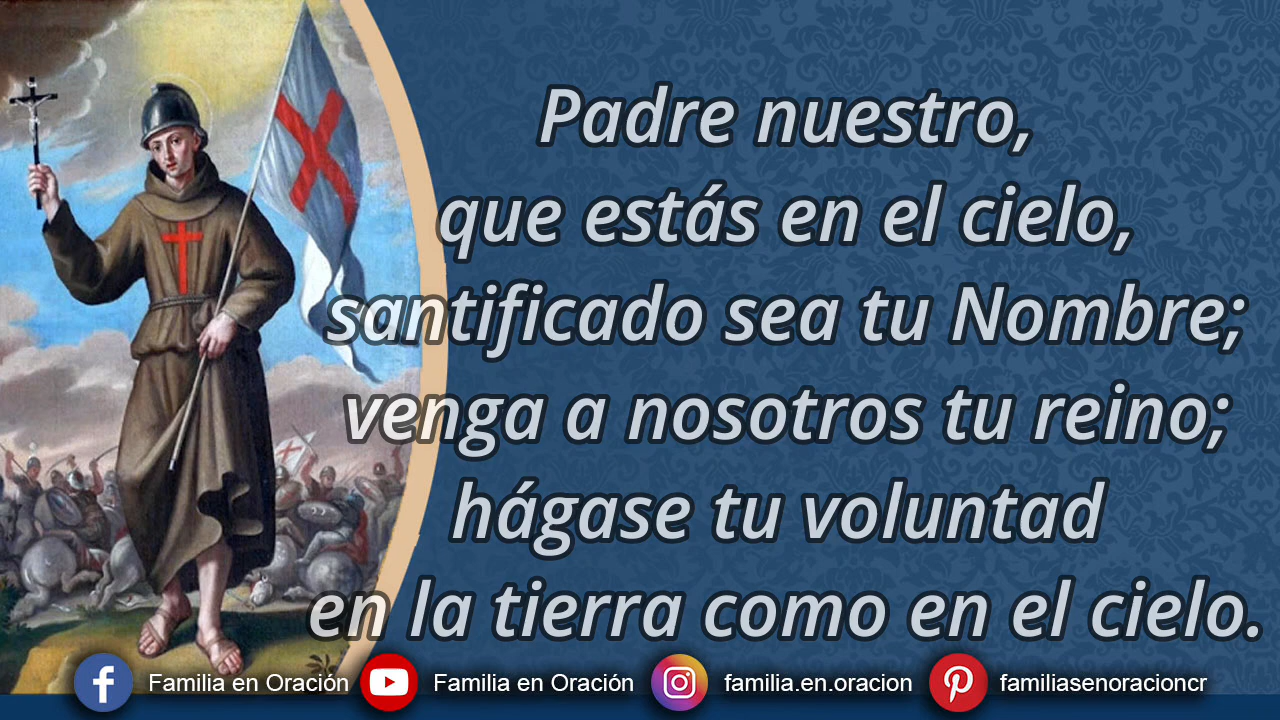 Padre nuestro,
que estás en el cielo,
santificado sea tu Nombre;
venga a nosotros tu reino;
hágase tu voluntad
en la tierra como en el cielo.
Familia en Oración
Familia en Oración
familia.en.oracion
familiasenoracioncr